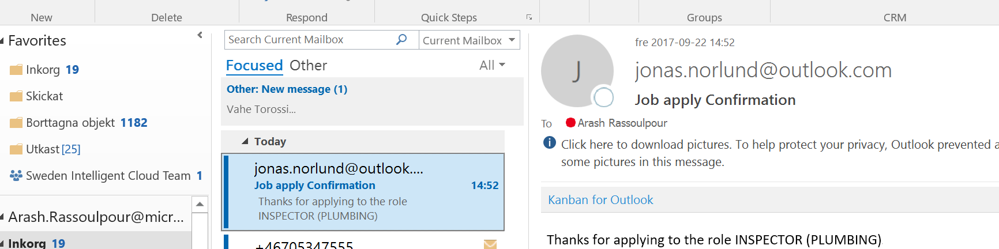 New
Delete
Respond
Quick Steps
Groups
CRM
Favorites
Inkorg 19
Skickat
Borttagna objekt 1182
Utkast [25]
Sweden Intelligent Cloud Team 1
Arash.Rassoulpour@micr...
Inkorg 19
Search Current Mailbox
Current Mailbox
Focused Other
All
Other: New message (1)
Vahe Torossi...
Today
jonas.norlund@outlook....
Job apply Confirmation 14:52
Thanks for applying to the role
INSPECTOR (PLUMBING)
+46705347555
J
fre 2017-09-22 14:52
jonas.norlund@outlook.com
Job apply Confirmation
To Arash Rassoulpour
Click here to download pictures. To help protect your privacy, Outlook prevented a
some pictures in this message.
Kanban for Outlook
Thanks for applying to the role INSPECTOR (PLUMBING)